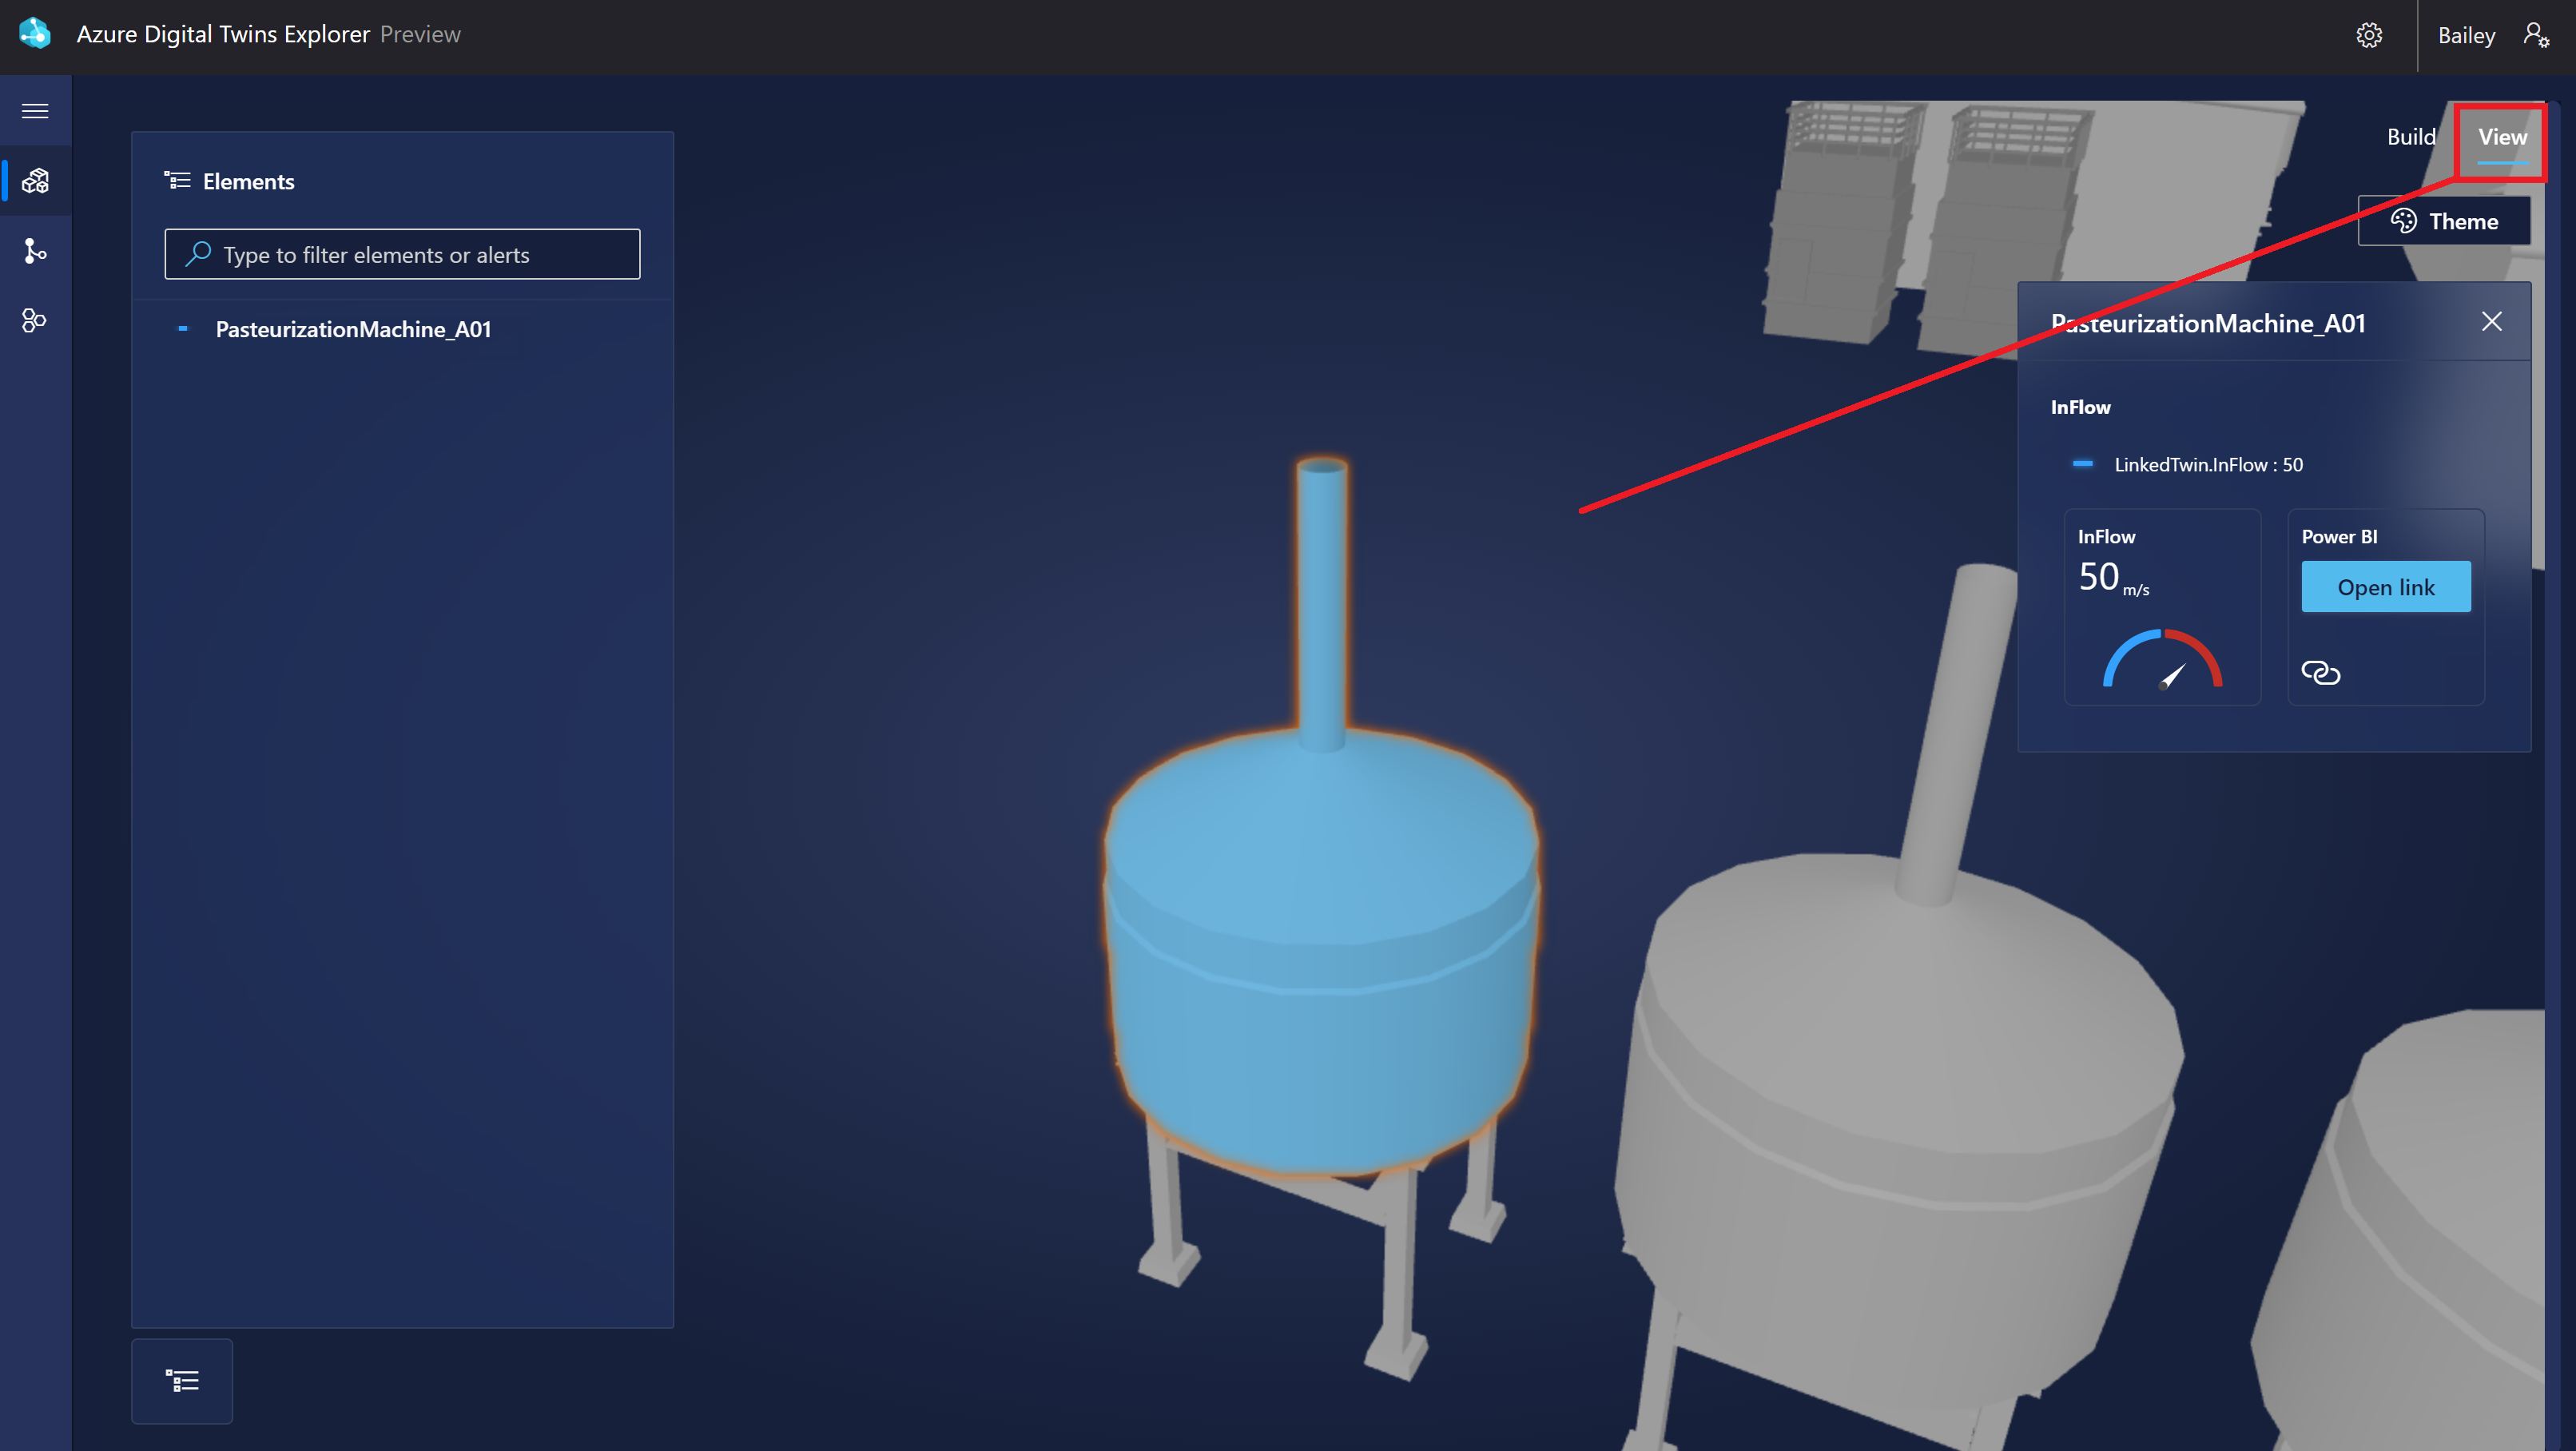 Azure Digital Twins Explorer Preview
Bailey
Build View
Theme
Elements
Type to filter elements or alerts
PasteurizationMachine_A01
PasteurizationMachine_A01
InFlow
LinkedTwin.InFlow : 50
InFlow
50 m/s
Power BI
Open link